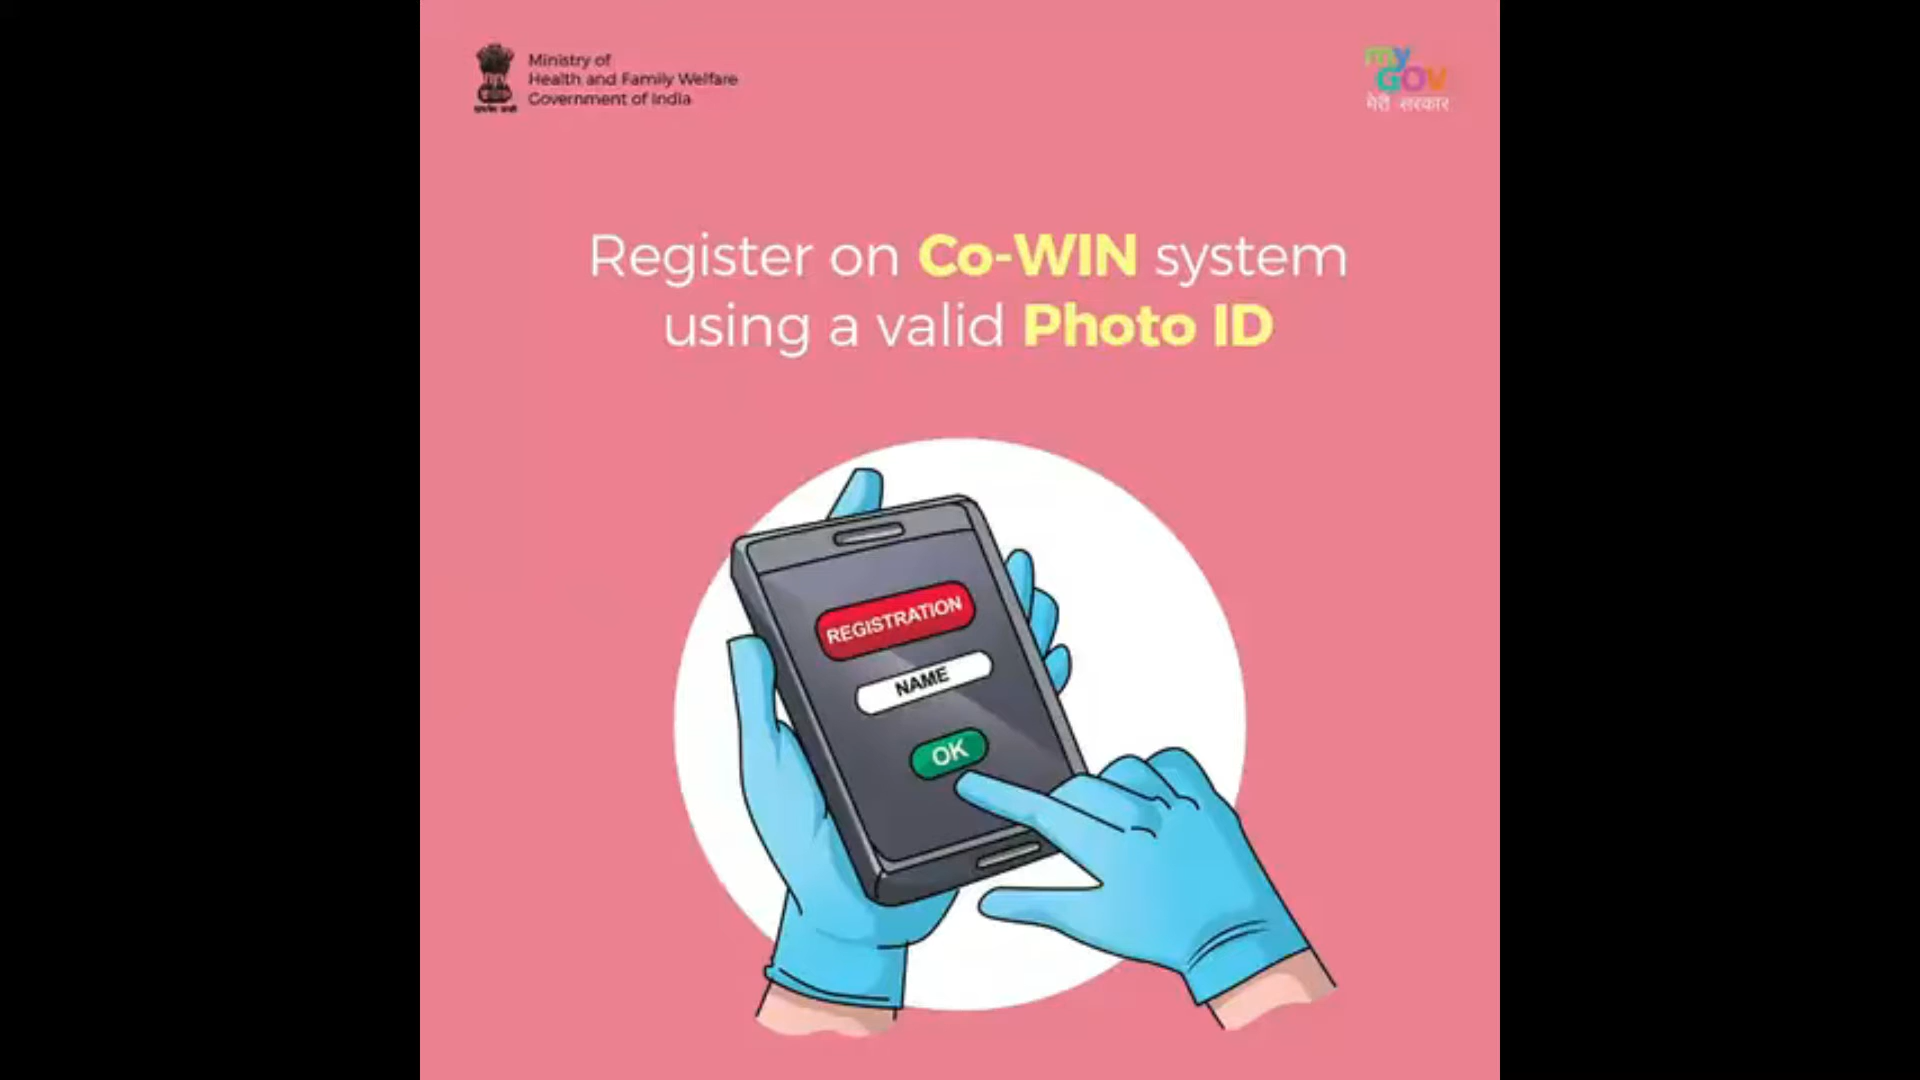 Ministry of
Health and Family Welfare
Government of India
my
GOV
मेरी सरकार
Register on Co-WIN system
using a valid Photo ID
REGISTRATION
NAME
OK